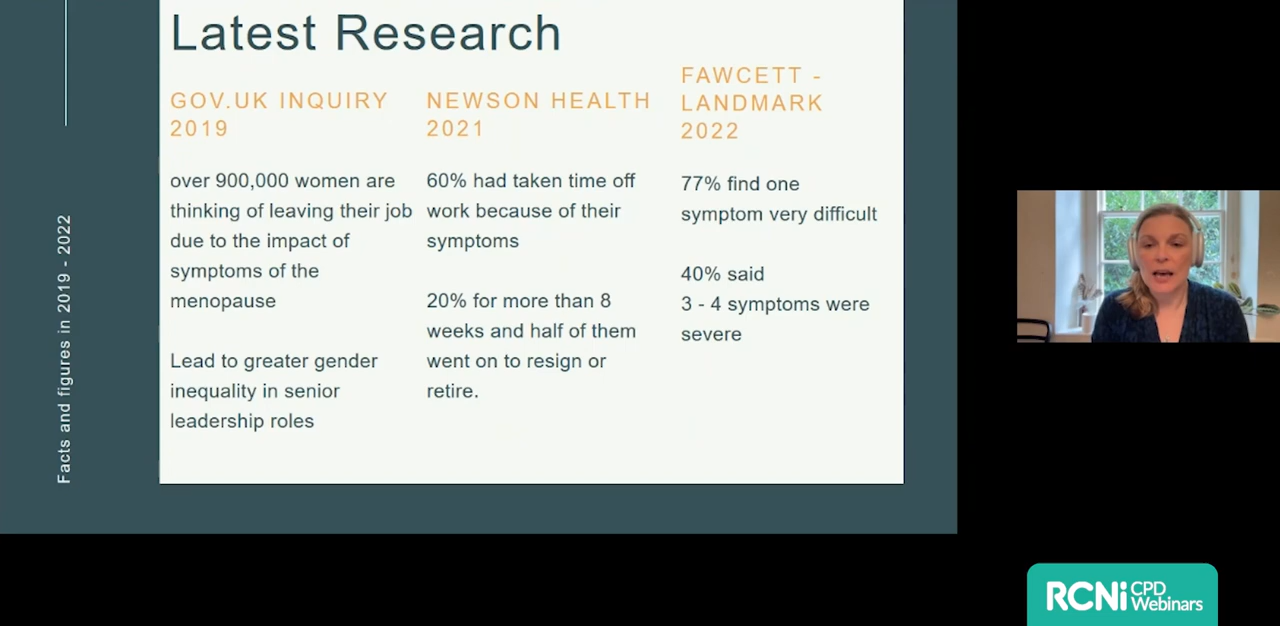 Latest Research
GOV.UK INQUIRY
2019
over 900,000 women are
thinking of leaving their job
due to the impact of
symptoms of the
menopause
Lead to greater gender
inequality in senior
leadership roles
NEWSON HEALTH
2021
60% had taken time off
work because of their
symptoms
20% for more than 8
weeks and half of them
went on to resign or
retire.
FAWCETT -
LANDMARK
2022
77% find one
symptom very difficult
40% said
3 - 4 symptoms were
severe
Facts and figures in 2019 - 2022
RCNi CPD
Webinars